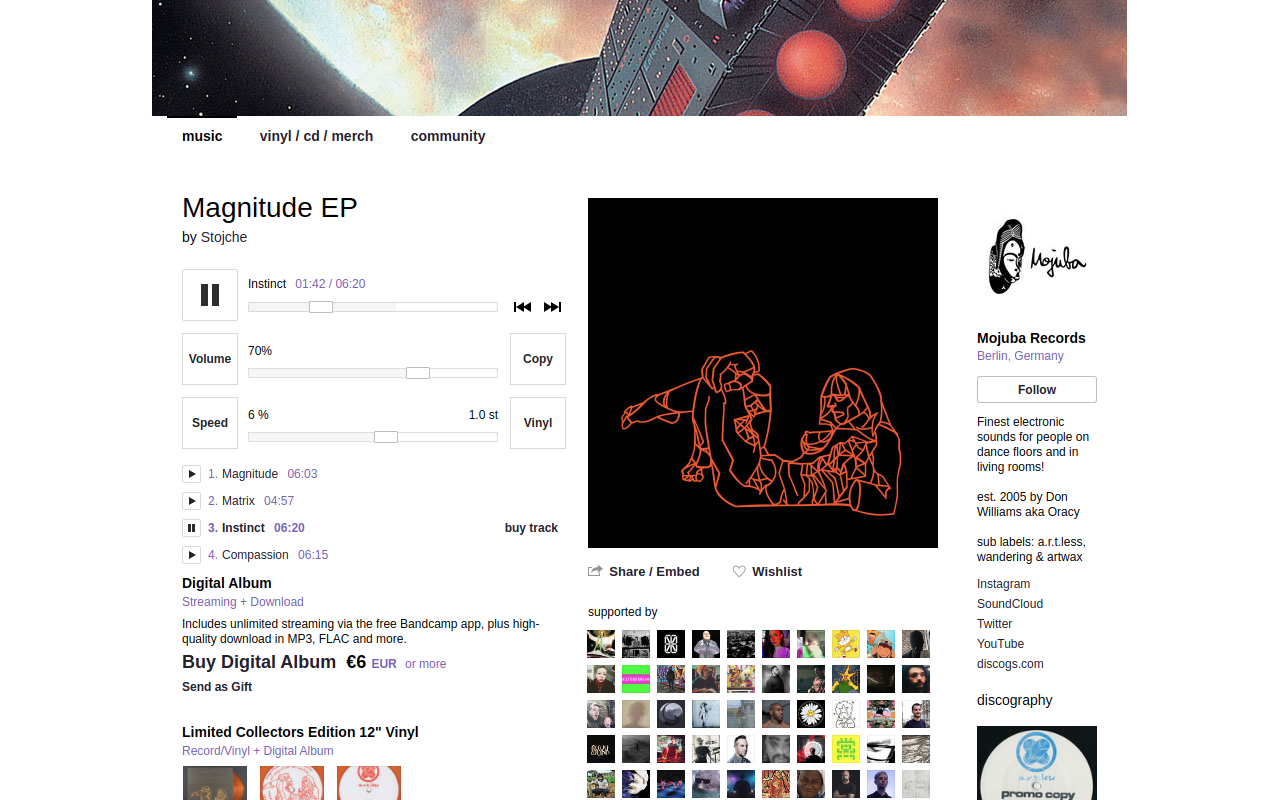 music
vinyl / cd / merch
community
Magnitude EP
by Stojche
Instinct 01:42 / 06:20
Volume
70%
Copy
Speed
6 %
1.0 st
Vinyl
1. Magnitude 06:03
2. Matrix 04:57
3. Instinct 06:20
buy track
4. Compassion 06:15
Digital Album
Streaming + Download
Includes unlimited streaming via the free Bandcamp app, plus high-
quality download in MP3, FLAC and more.
Buy Digital Album €6 EUR or more
Send as Gift
Limited Collectors Edition 12" Vinyl
Record/Vinyl + Digital Album
Share / Embed
Wishlist
supported by
Mojuba
Mojuba Records
Berlin, Germany
Follow
Finest electronic
sounds for people on
dance floors and in
living rooms!
est. 2005 by Don
Williams aka Oracy
sub labels: a.r.t.less,
wandering & artwax
Instagram
SoundCloud
Twitter
YouTube
discogs.com
discography
a.r.t.less
promo copy